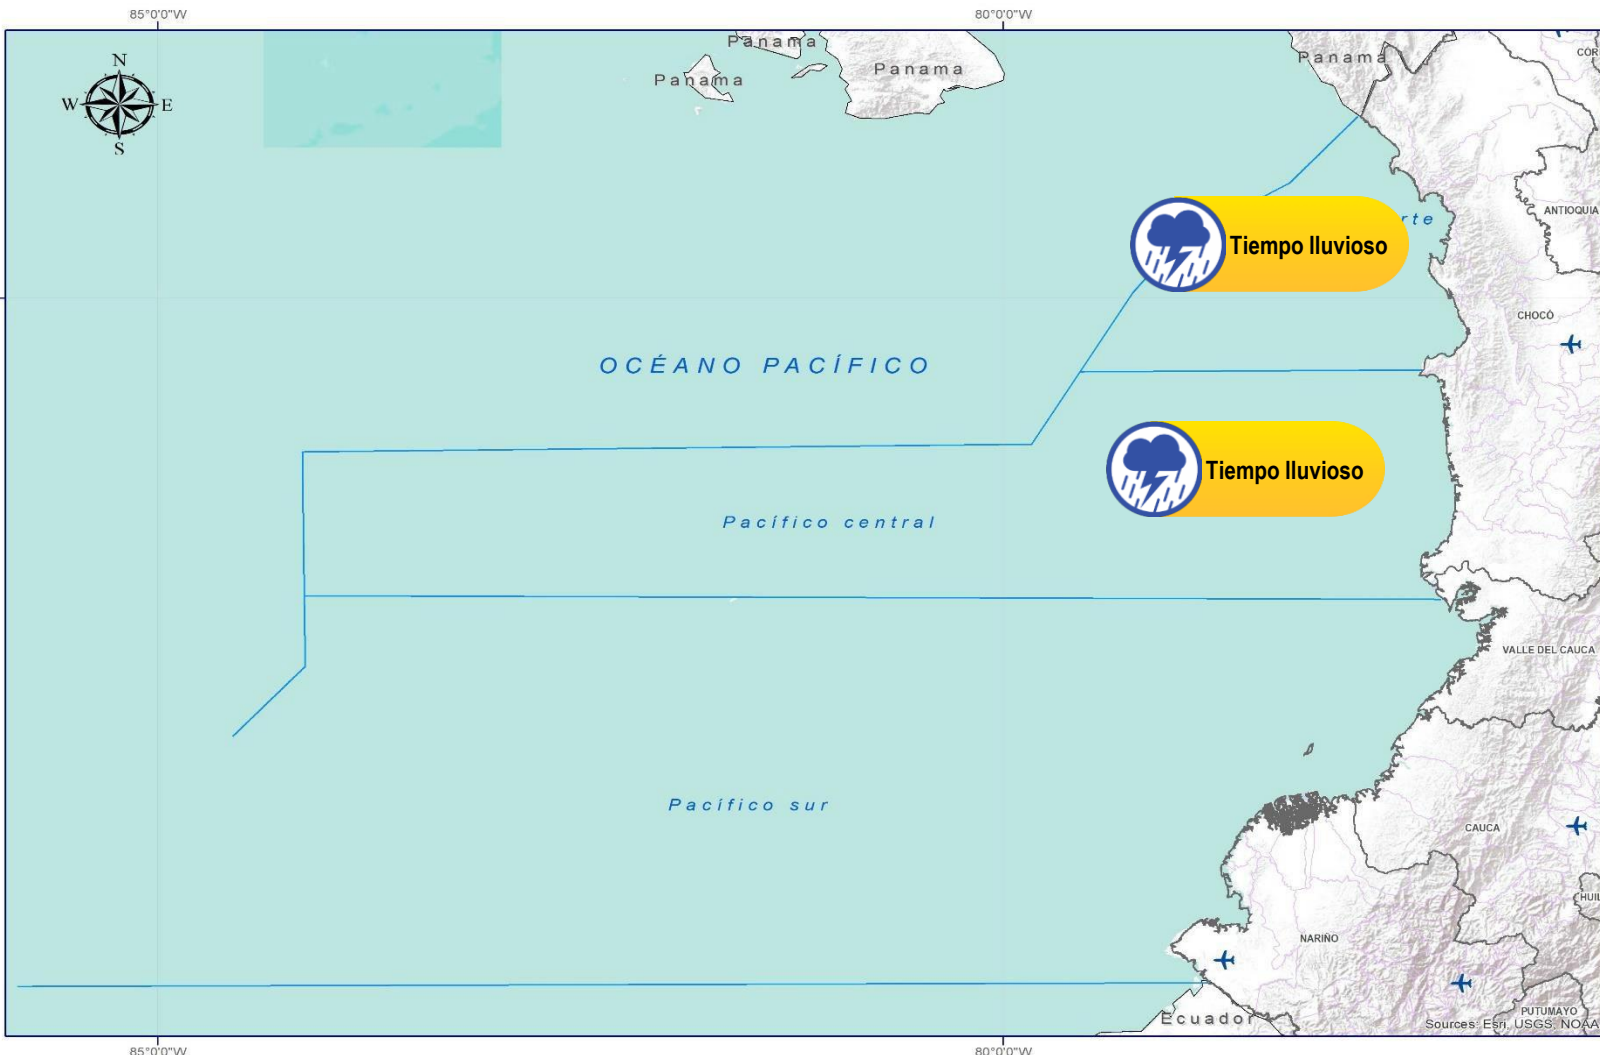 85°0'0"W
80°0'0"W
N
W
E
S
Panama
Panama
Panama
Panama
COR
ANTIOQUIA
rte
Tiempo lluvioso
CHOCÓ
OCÉANO PACÍFICO
Tiempo lluvioso
Pacífico central
VALLE DEL CAUCA
Pacífico sur
CAUCA
HUIL
NARIÑO
PUTUMAYO
Ecuador
Sources: Esri, USGS, NOAA
85°0'0"W
80°0'0"W